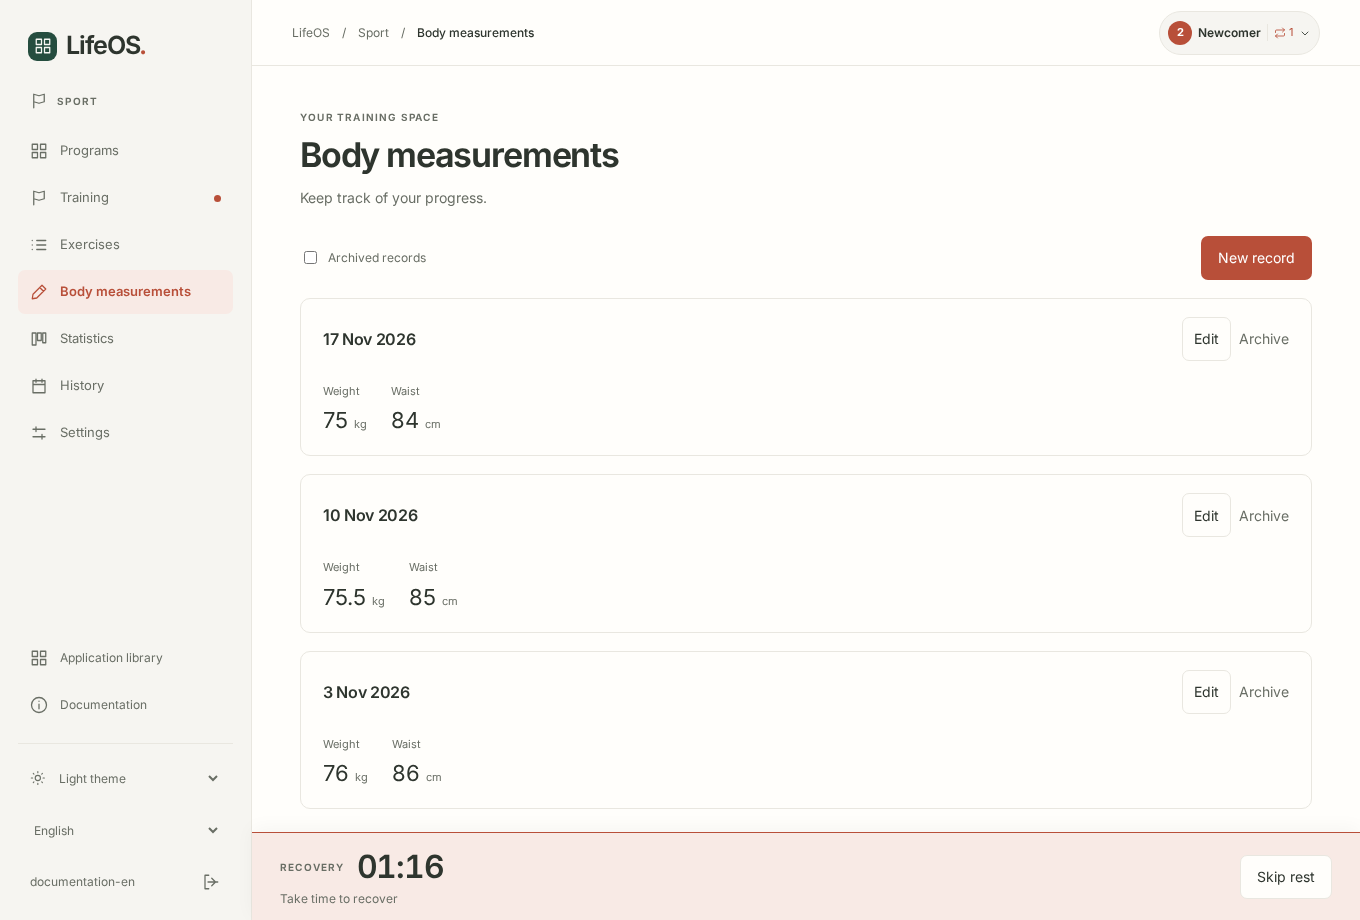 LifeOS.
SPORT
Programs
Training
Exercises
Body measurements
Statistics
History
Settings
Application library
Documentation
Light theme
English
documentation-en
LifeOS / Sport / Body measurements
2 Newcomer 1
YOUR TRAINING SPACE
Body measurements
Keep track of your progress.
Archived records
New record
17 Nov 2026
Edit Archive
Weight Waist
75 kg 84 cm
10 Nov 2026
Edit Archive
Weight Waist
75.5 kg 85 cm
3 Nov 2026
Edit Archive
Weight Waist
76 kg 86 cm
RECOVERY 01:16
Take time to recover
Skip rest